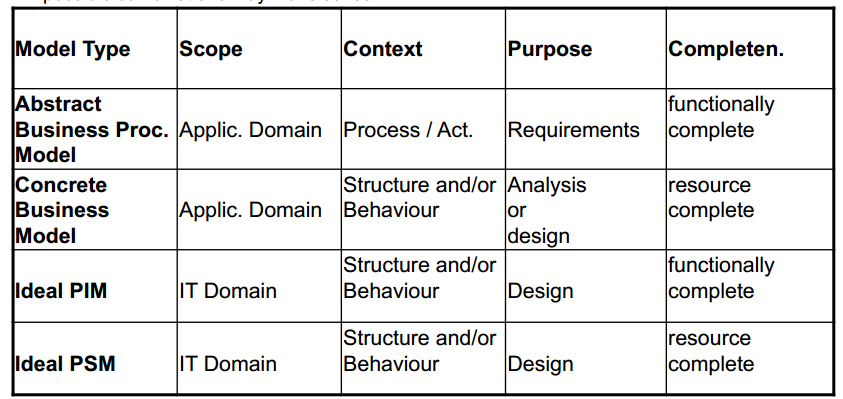 Model Type Scope Context Purpose Completen.
Abstract
Business Proc.
Model
Applic. Domain
Process / Act.
Requirements
functionally
complete
Concrete
Business
Model
Applic. Domain
Structure and/or
Behaviour
Analysis
or
design
resource
complete
Ideal PIM
IT Domain
Structure and/or
Behaviour
Design
functionally
complete
Ideal PSM
IT Domain
Structure and/or
Behaviour
Design
resource
complete